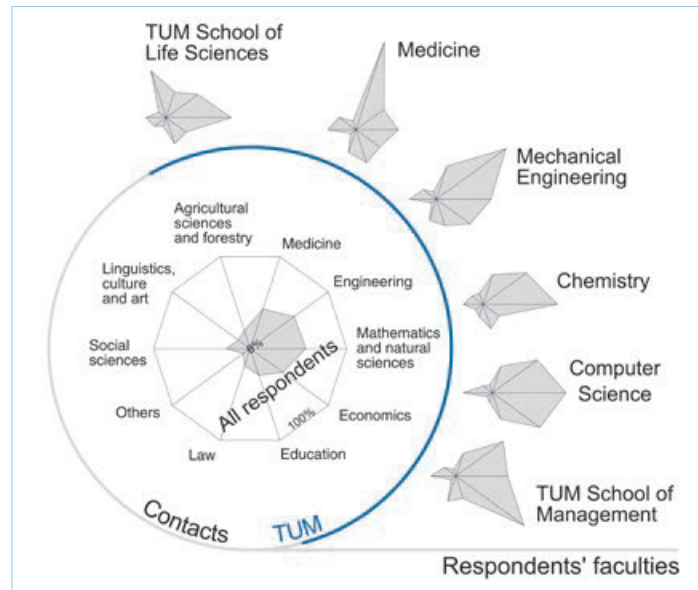 TUM School of
Life Sciences
Medicine
Mechanical
Engineering
Agricultural
sciences
and forestry
Medicine
Linguistics,
culture
and art
Engineering
Chemistry
Social
sciences
0%
Mathematics
and natural
sciences
Computer
Science
All respondents
Others
100%
Economics
Law
Education
TUM School of
Management
Contacts
TUM
Respondents' faculties